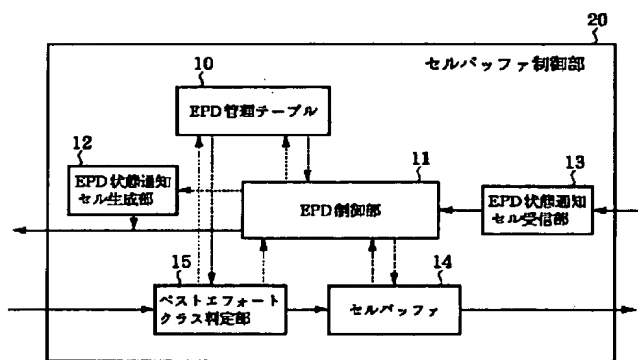 20
セルバッファ制御部
10
EPD管理テーブル
12
EPD状態通知
セル生成部
11
EPD制御部
13
EPD状態通知
セル受信部
15
ベストエフォート
クラス判定部
14
セルバッファ